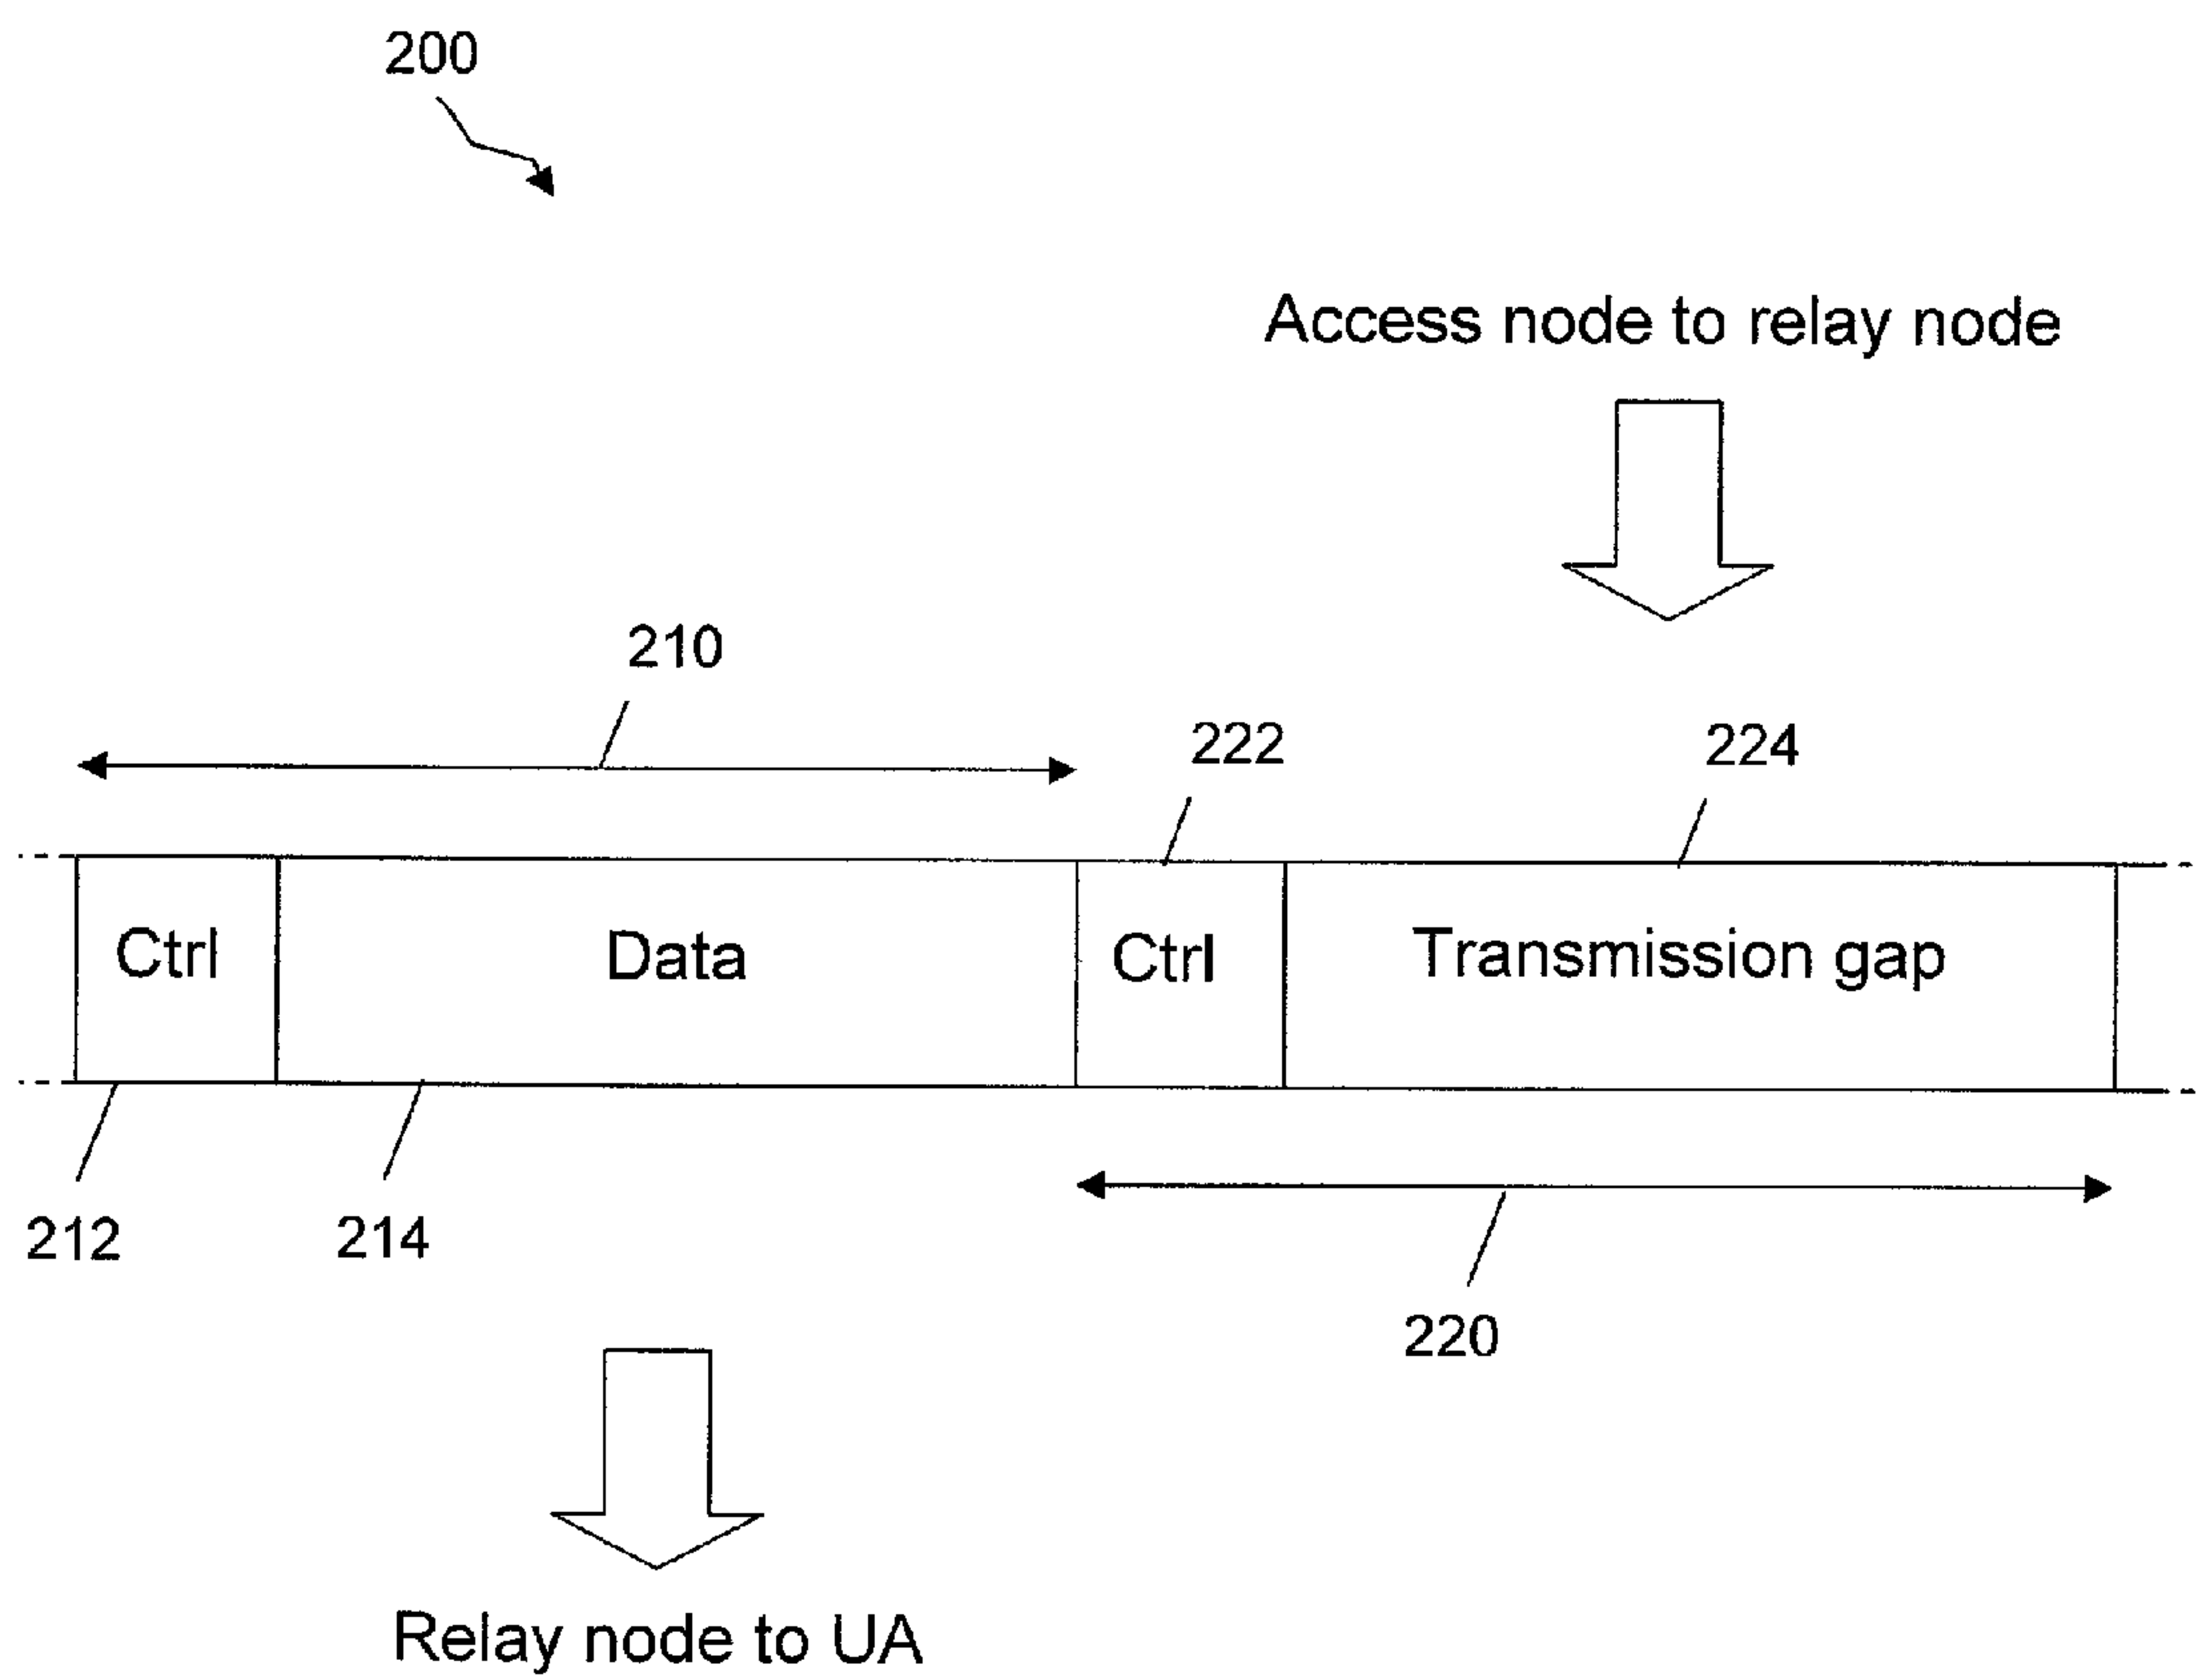 200
Access node to relay node
210
222
224
Ctrl
Data
Ctrl
Transmission gap
212
214
220
Relay node to UA